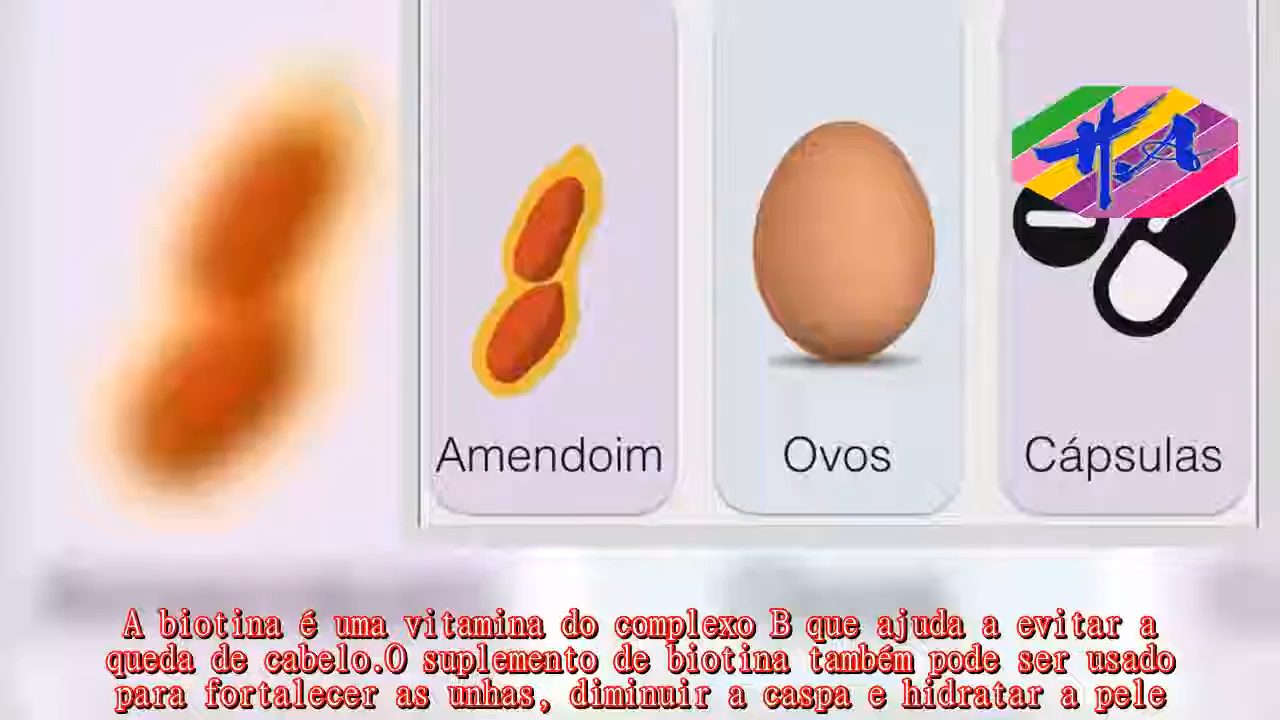 HA
Amendoim
Ovos
Cápsulas
A biotina é uma vitamina do complexo B que ajuda a evitar a
queda de cabelo.O suplemento de biotina também pode ser usado
para fortalecer as unhas, diminuir a caspa e hidratar a pele